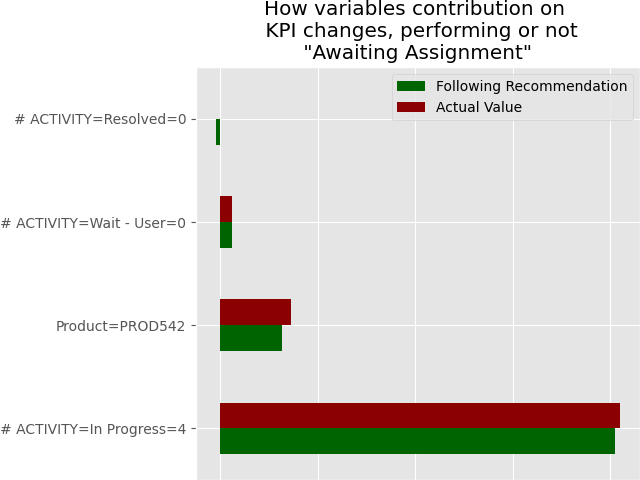 How variables contribution on
KPI changes, performing or not
"Awaiting Assignment"
Following Recommendation
Actual Value
# ACTIVITY=Resolved=0
# ACTIVITY=Wait - User=0
Product=PROD542
# ACTIVITY=In Progress=4